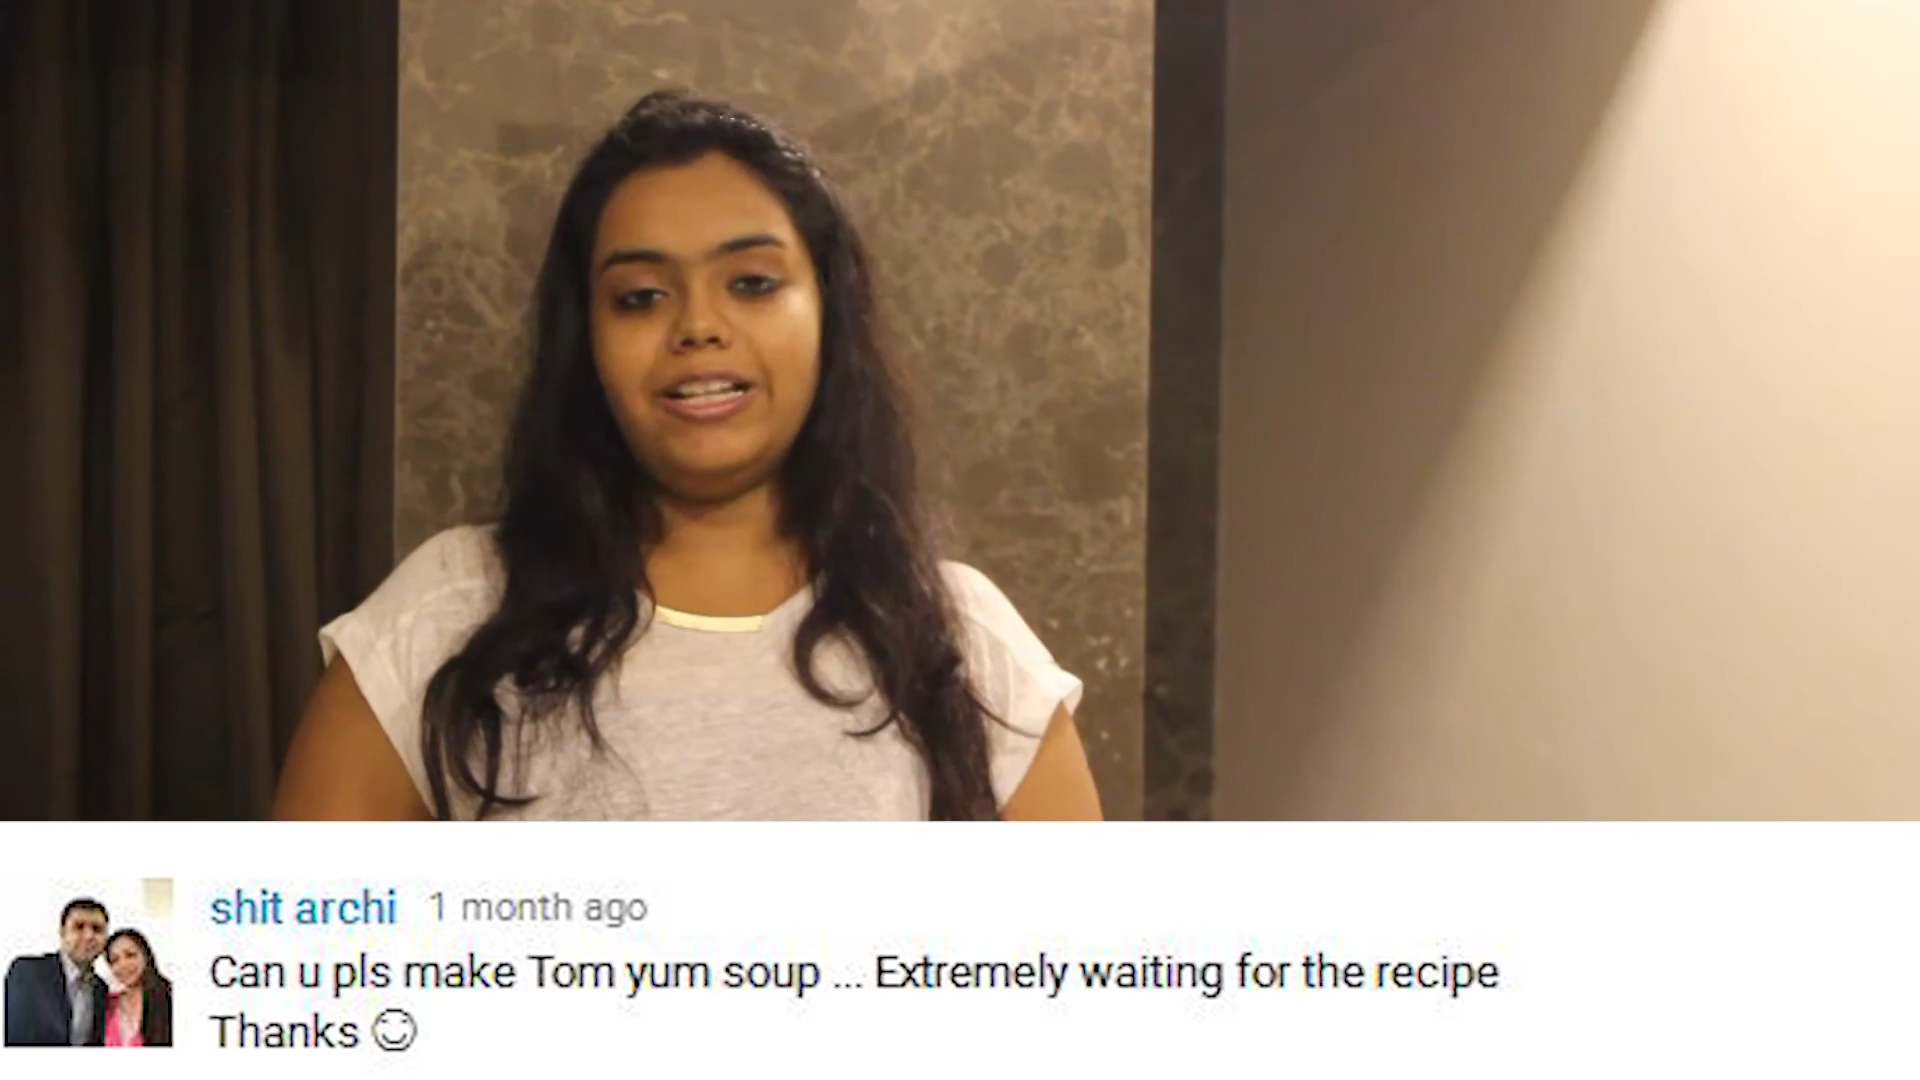 shit archi 1 month ago
Can u pls make Tom yum soup ... Extremely waiting for the recipe
Thanks ☺